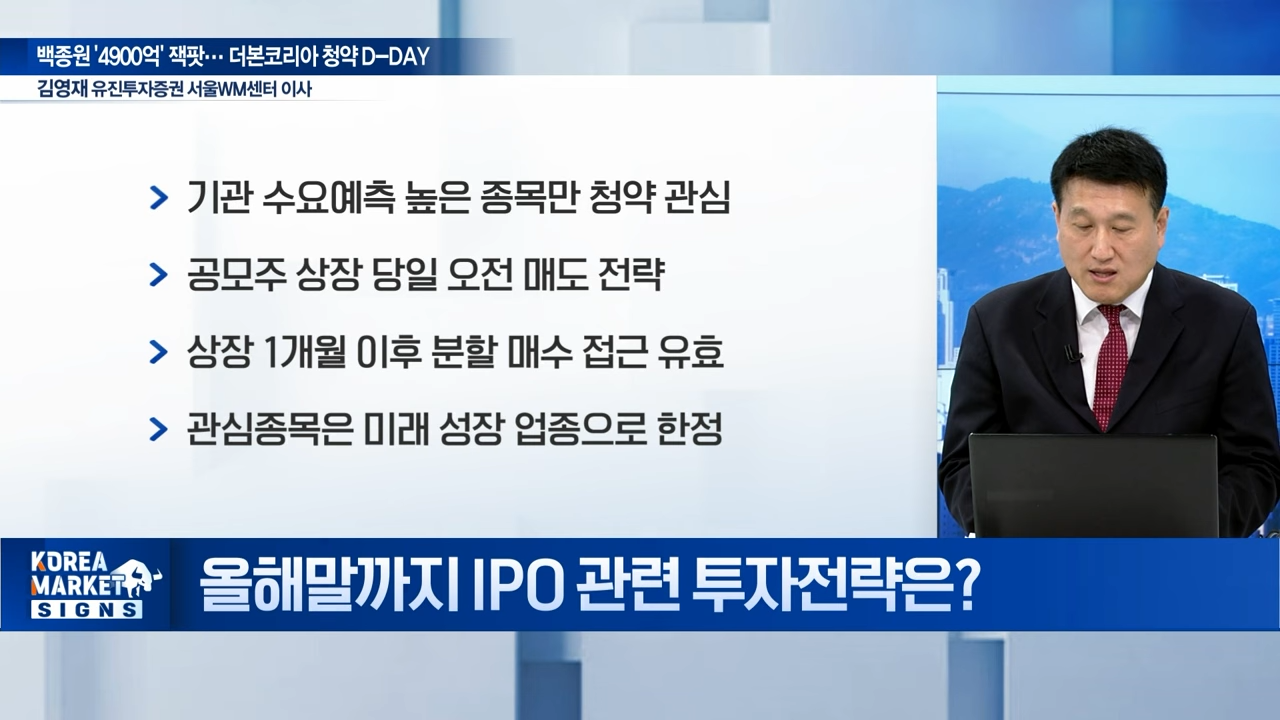 백종원 '4900억' 잭팟… 더본코리아 청약 D-DAY
김영재 유진투자증권 서울WM센터 이사
기관 수요예측 높은 종목만 청약 관심
공모주 상장 당일 오전 매도 전략
상장 1개월 이후 분할 매수 접근 유효
관심종목은 미래 성장 업종으로 한정
KOREA
MARKET
SIGNS
올해말까지 IPO 관련 투자전략은?